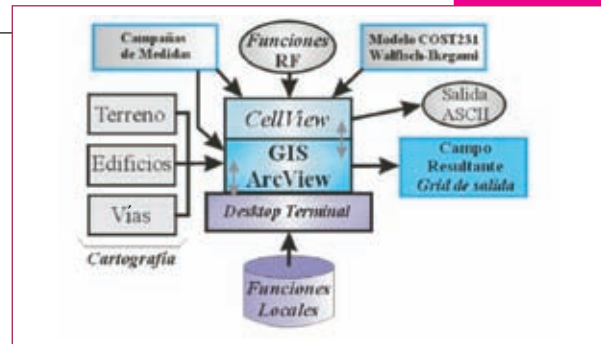 Campañas
de Medidas
Funciones
RF
Modelo COST231
Walfisch-Ikegami
Terreno
Edificios
Vías
Cartografía
CellView
GIS
ArcView
Desktop Terminal
Salida
ASCII
Campo
Resultante
Grid de salida
Funciones
Locales